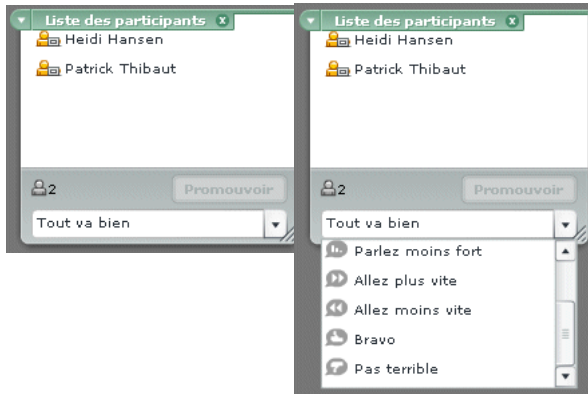 Liste des participants
Heidi Hansen
Patrick Thibaut
2
Promouvoir
Tout va bien
Liste des participants
Heidi Hansen
Patrick Thibaut
2
Promouvoir
Tout va bien
Parlez moins fort
Allez plus vite
Allez moins vite
Bravo
Pas terrible